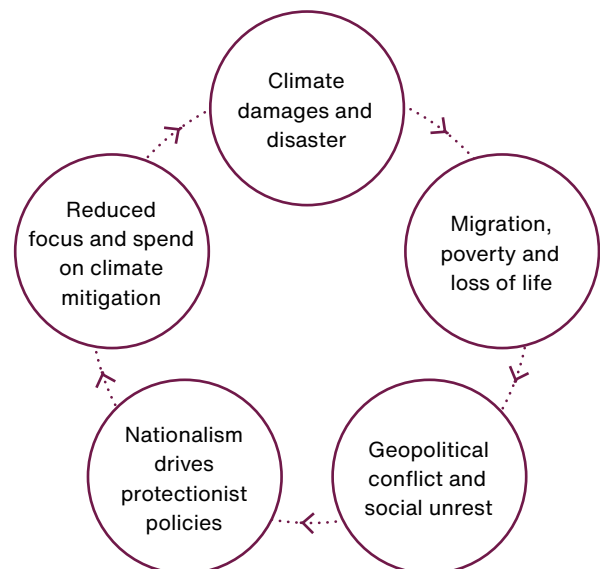 Climate
damages and
disaster
Migration,
poverty and
loss of life
Geopolitical
conflict and
social unrest
Nationalism
drives
protectionist
policies
Reduced
focus and spend
on climate
mitigation